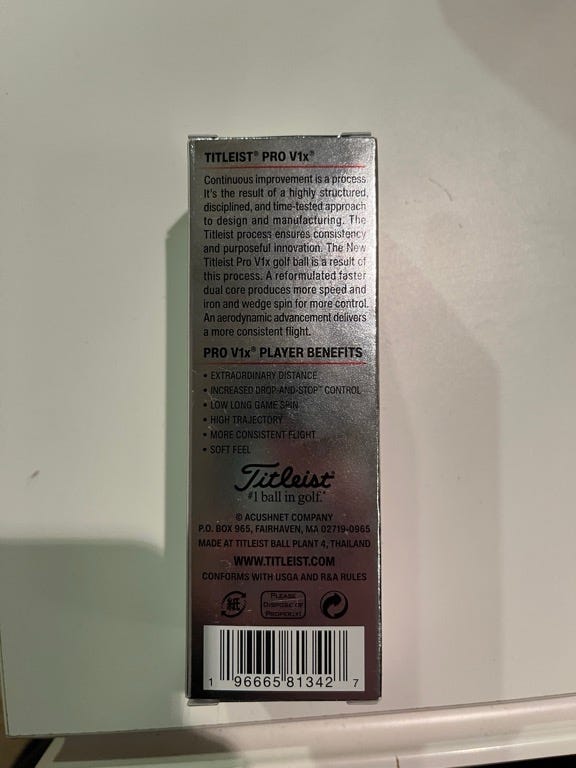 TITLEIST® PRO V1x®
Continuous improvement is a process
It's the result of a highly structured,
disciplined, and time-tested approach
to design and manufacturing. The
Titleist process ensures consistency
and purposeful innovation. The New
Titleist Pro V1x golf ball is a result of
this process. A reformulated faster
dual core produces more speed and
iron and wedge spin for more control.
An aerodynamic advancement delivers
a more consistent flight.
PRO V1x® PLAYER BENEFITS
• EXTRAORDINARY DISTANCE
• INCREASED DROP-AND-STOP™ CONTROL
• LOW LONG GAME SPIN
• HIGH TRAJECTORY
• MORE CONSISTENT FLIGHT
• SOFT FEEL
Titleist®
#1 ball in golf.®
© ACUSHNET COMPANY
P.O. BOX 965, FAIRHAVEN, MA 02719-0965
MADE AT TITLEIST BALL PLANT 4, THAILAND
WWW.TITLEIST.COM
CONFORMS WITH USGA AND R&A RULES
紙
PLEASE
DISPOSE OF
PROPERLY!
1 96665 81342 7